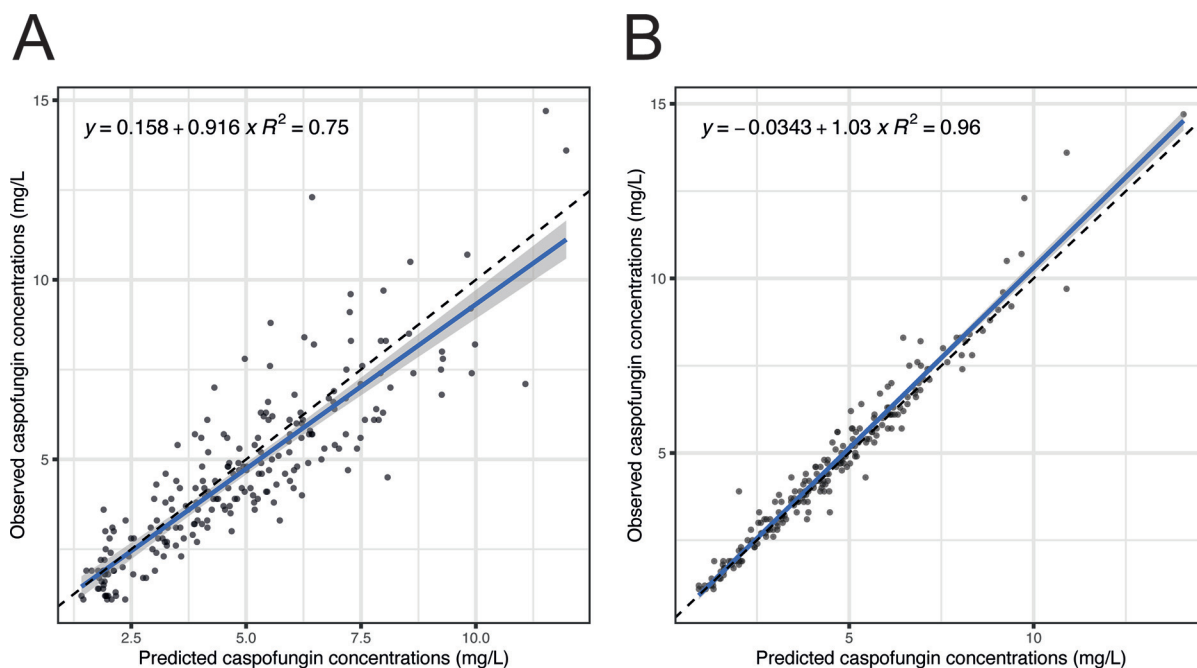 A
B
y = 0.158 + 0.916 x R² = 0.75
y = −0.0343 + 1.03 x R² = 0.96
Observed caspofungin concentrations (mg/L)
15
10
5
2.5
5.0
7.5
10.0
Predicted caspofungin concentrations (mg/L)
Observed caspofungin concentrations (mg/L)
15
10
5
5
10
Predicted caspofungin concentrations (mg/L)